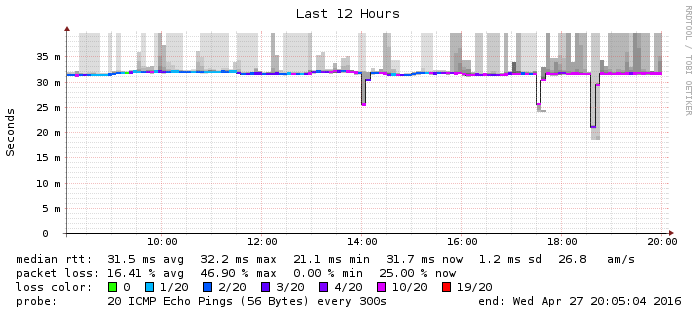 Last 12 Hours
RRDTOOL / TOBI OETIKER
Seconds
35 m
30 m
25 m
20 m
15 m
10 m
5 m
0
10:00 12:00 14:00 16:00 18:00 20:00
median rtt: 31.5 ms avg 32.2 ms max 21.1 ms min 31.7 ms now 1.2 ms sd 26.8 am/s
packet loss: 16.41 % avg 46.90 % max 0.00 % min 25.00 % now
loss color: 0 1/20 2/20 3/20 4/20 10/20 19/20
probe: 20 ICMP Echo Pings (56 Bytes) every 300s end: Wed Apr 27 20:05:04 2016